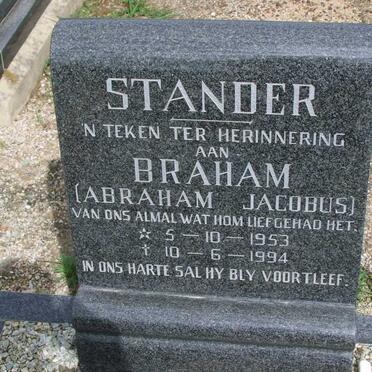 STANDER
'N TEKEN TER HERINNERING
AAN
BRAHAM
(ABRAHAM JACOBUS)
VAN ONS ALMAL WAT HOM LIEFGEHAD HET.
☆ 5 - 10 - 1953
† 10 - 6 - 1994
IN ONS HARTE SAL HY BLY VOORTLEEF.